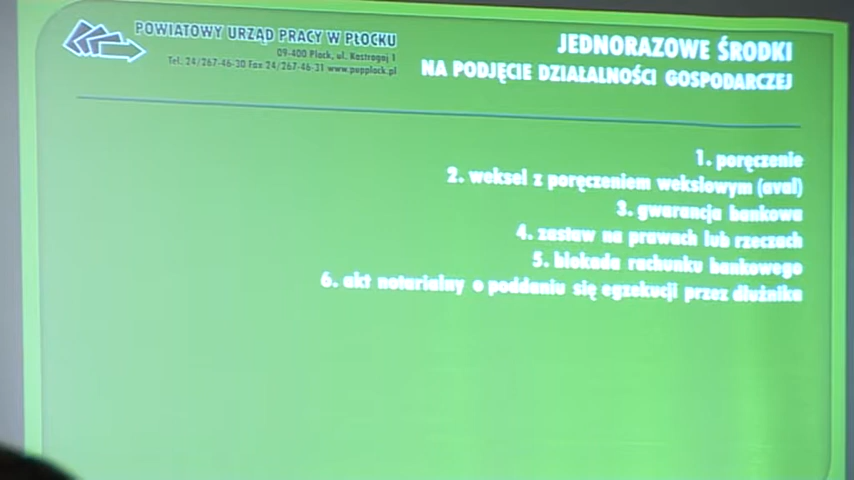 POWIATOWY URZĄD PRACY W PŁOCKU
09-400 Płock, ul. Kostrogaj 1
Tel. 24/267-46-30 Fax 24/267-46-31 www.pupplock.pl
JEDNORAZOWE ŚRODKI
NA PODJĘCIE DZIAŁALNOŚCI GOSPODARCZEJ
1. poręczenie
2. weksel z poręczeniem wekslowym (aval)
3. gwarancja bankowa
4. zastaw na prawach lub rzeczach
5. blokada rachunku bankowego
6. akt notarialny o poddaniu się egzekucji przez dłużnika